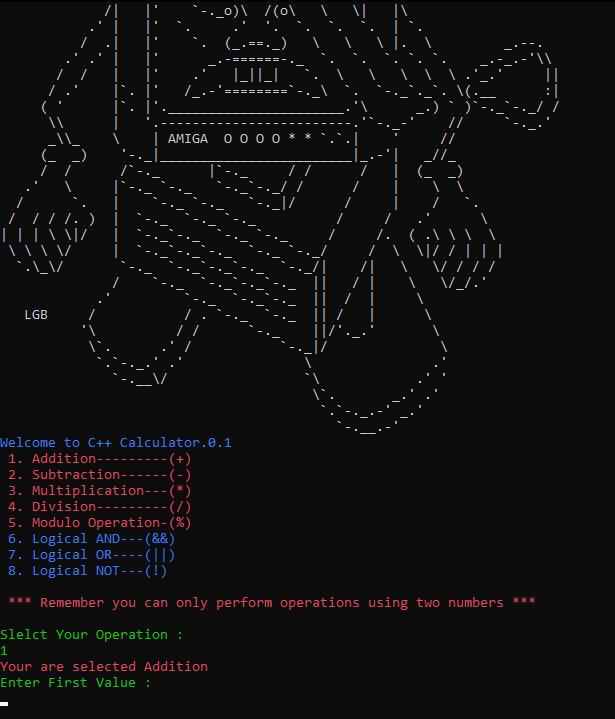 AMIGA O O O O * *
LGB
Welcome to C++ Calculator.0.1
1. Addition---------(+)
2. Subtraction------(-)
3. Multiplication---(*)
4. Division---------(/)
5. Modulo Operation-(%)
6. Logical AND---(&&)
7. Logical OR----(||)
8. Logical NOT---(!)
*** Remember you can only perform operations using two numbers ***
Slelct Your Operation :
1
Your are selected Addition
Enter First Value :